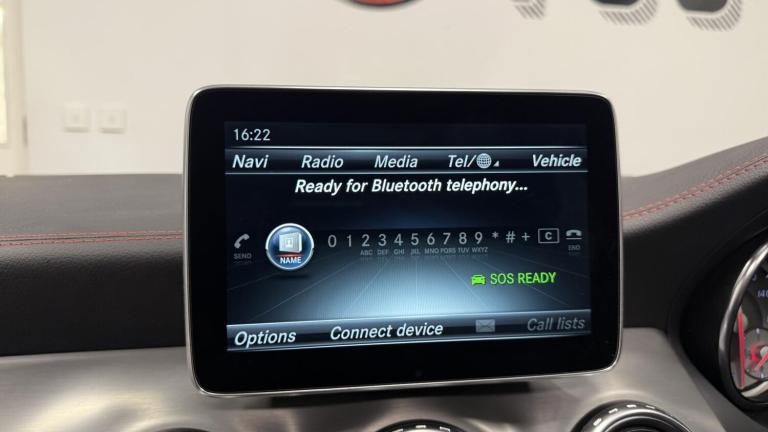 16:22
Navi Radio Media Tel/ Vehicle
Ready for Bluetooth telephony...
0 1 2 3 4 5 6 7 8 9 * # + C
ABC DEF GHI JKL MNO PQRS TUV WXYZ
SEND NAME END
SOS READY
Options Connect device Call lists